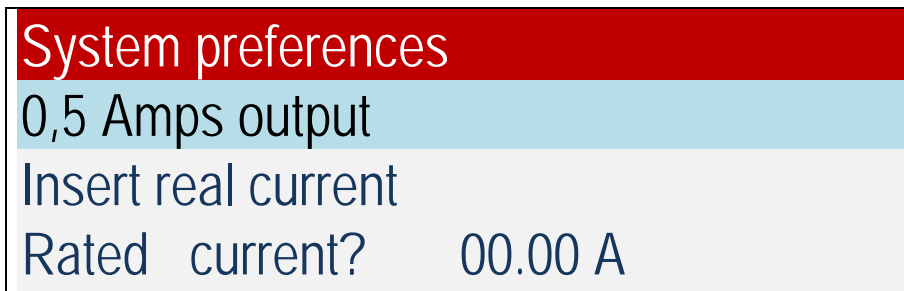 System preferences
0,5 Amps output
Insert real current
Rated current? 00.00 A